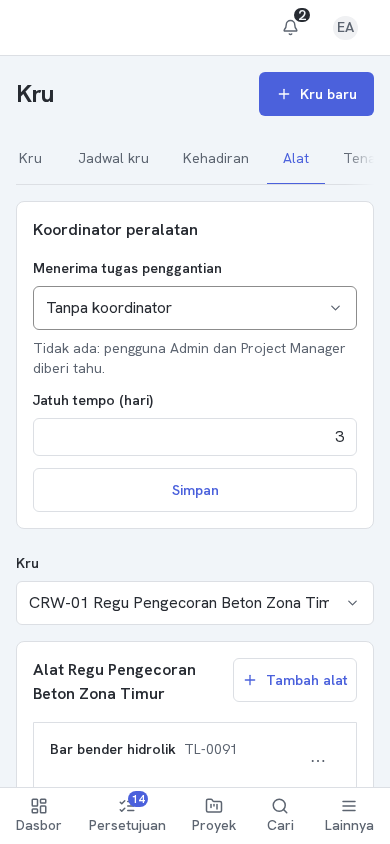 2
EA
Kru
Kru baru
Kru
Jadwal kru
Kehadiran
Alat
Tena
Koordinator peralatan
Menerima tugas penggantian
Tanpa koordinator
Tidak ada: pengguna Admin dan Project Manager
diberi tahu.
Jatuh tempo (hari)
3
Simpan
Kru
CRW-01 Regu Pengecoran Beton Zona Tim
Alat Regu Pengecoran
Beton Zona Timur
Tambah alat
Bar bender hidrolik TL-0091
...
14
Dasbor
Persetujuan
Proyek
Cari
Lainnya